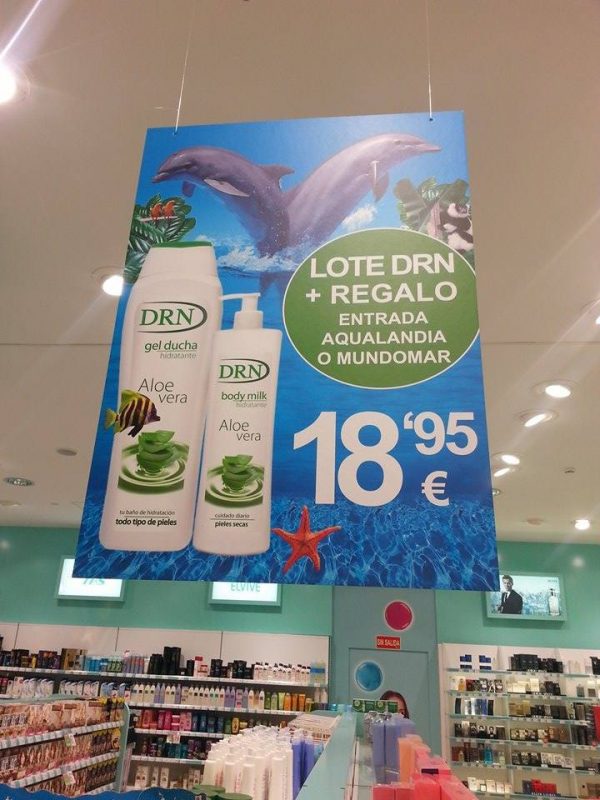 LOTE DRN
+ REGALO
ENTRADA
AQUALANDIA
O MUNDOMAR
18'95
€
DRN
gel ducha
hidratante
Aloe
vera
tu baño de hidratación
todo tipo de pieles
DRN
body milk
hidratante
Aloe
vera
cuidado diario
pieles secas
ELVIVE
SIN SALIDA